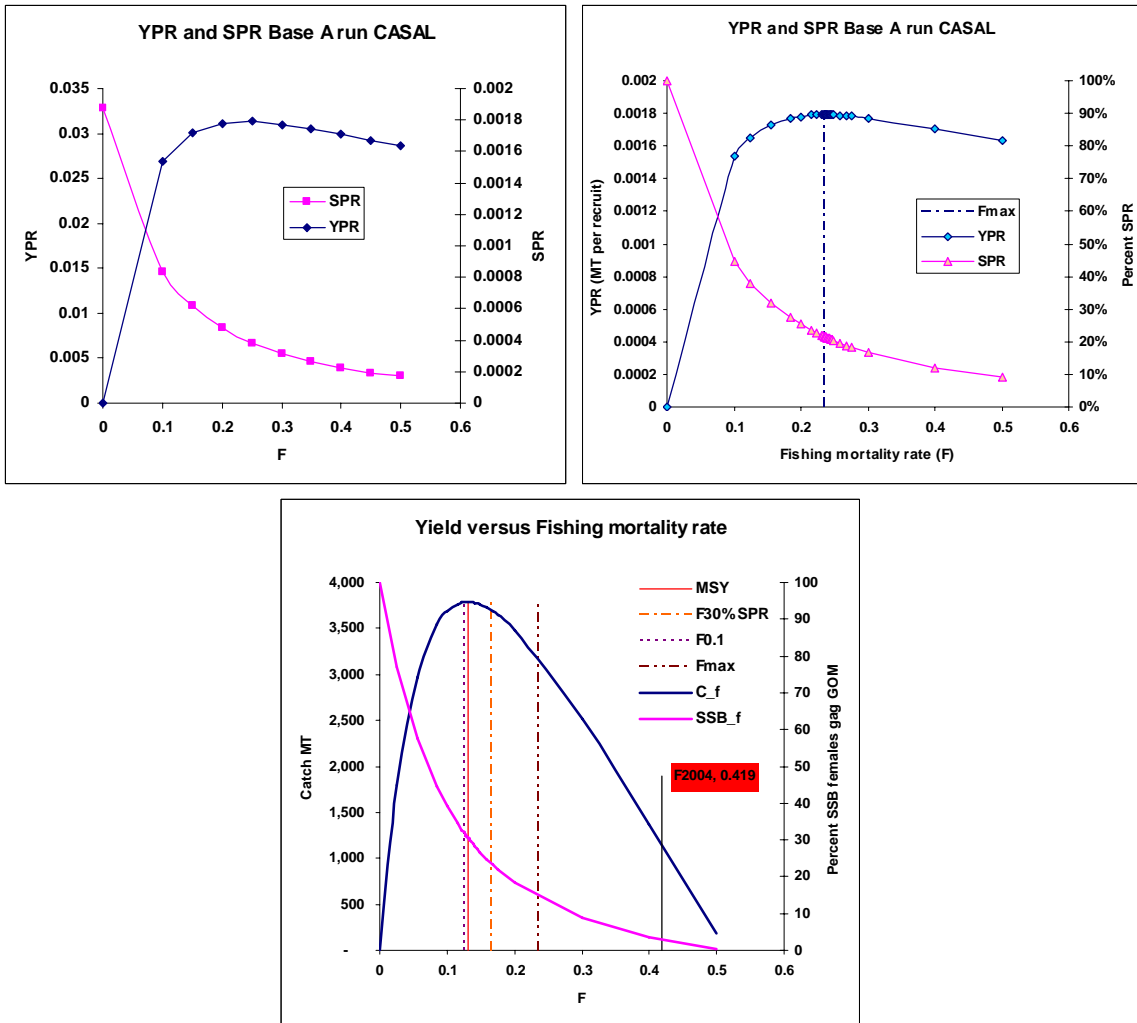 YPR and SPR Base A run CASAL
YPR
0.035
0.03
0.025
0.02
0.015
0.01
0.005
0
SPR
0.002
0.0018
0.0016
0.0014
0.0012
0.001
0.0008
0.0006
0.0004
0.0002
0
SPR
YPR
0 0.1 0.2 0.3 0.4 0.5 0.6
F
YPR and SPR Base A run CASAL
YPR (MT per recruit)
0.002
0.0018
0.0016
0.0014
0.0012
0.001
0.0008
0.0006
0.0004
0.0002
0
Percent SPR
100%
90%
80%
70%
60%
50%
40%
30%
20%
10%
0%
Fmax
YPR
SPR
0 0.1 0.2 0.3 0.4 0.5 0.6
Fishing mortality rate (F)
Yield versus Fishing mortality rate
Catch MT
4,000
3,500
3,000
2,500
2,000
1,500
1,000
500
-
Percent SSB females gag GOM
100
90
80
70
60
50
40
30
20
10
0
MSY
F30%SPR
F0.1
Fmax
C_f
SSB_f
F2004, 0.419
0 0.1 0.2 0.3 0.4 0.5 0.6
F